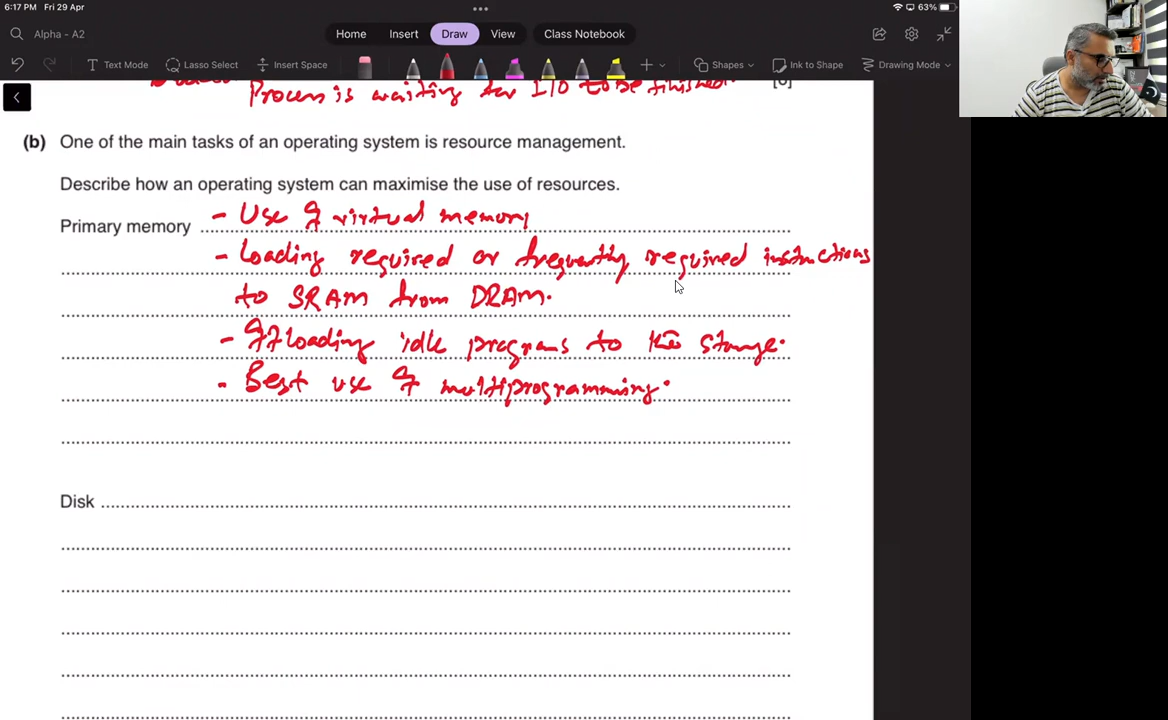 6:17 PM Fri 29 Apr
63%
Alpha - A2
Home Insert Draw View Class Notebook
Text Mode Lasso Select Insert Space Shapes Ink to Shape Drawing Mode
Process is waiting for I/O to be finished.
(b) One of the main tasks of an operating system is resource management.
Describe how an operating system can maximise the use of resources.
Primary memory - Use of virtual memory
- Loading required or frequently required instructions
to SRAM from DRAM.
- Offloading idle programs to the storage.
- Best use of multiprogramming.
Disk